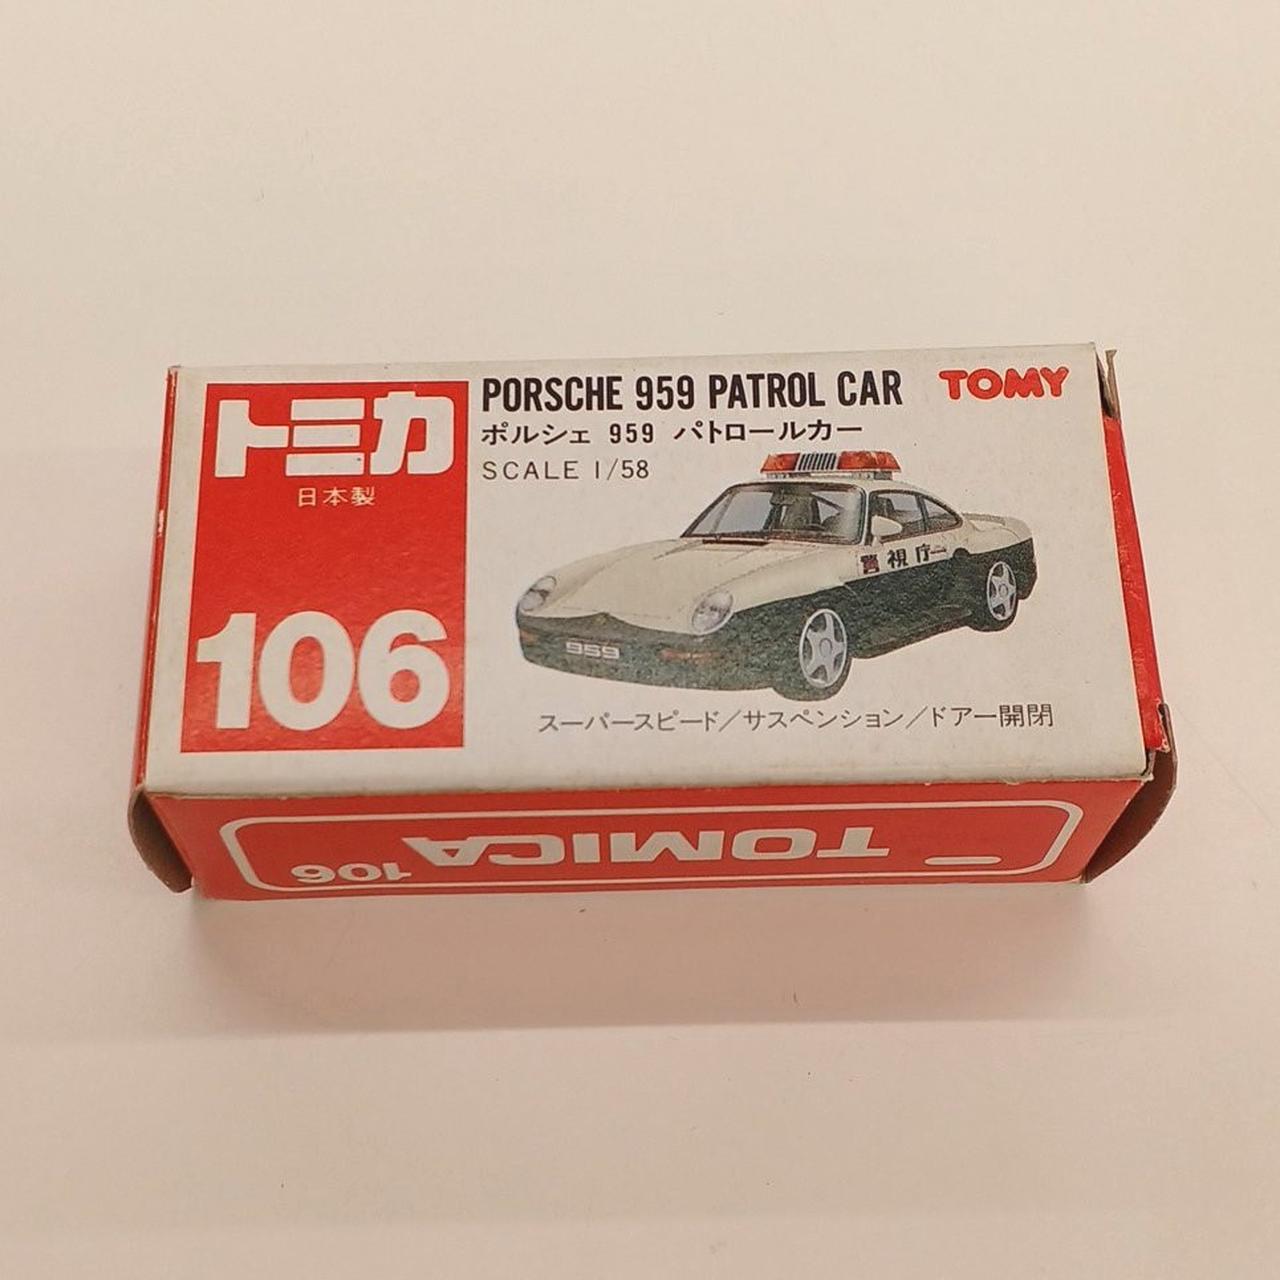 トミカ
日本製
106
PORSCHE 959 PATROL CAR
TOMY
ポルシェ 959 パトロールカー
SCALE 1/58
警視庁
959
スーパースピード/サスペンション/ドアー開閉
TOMICA 106